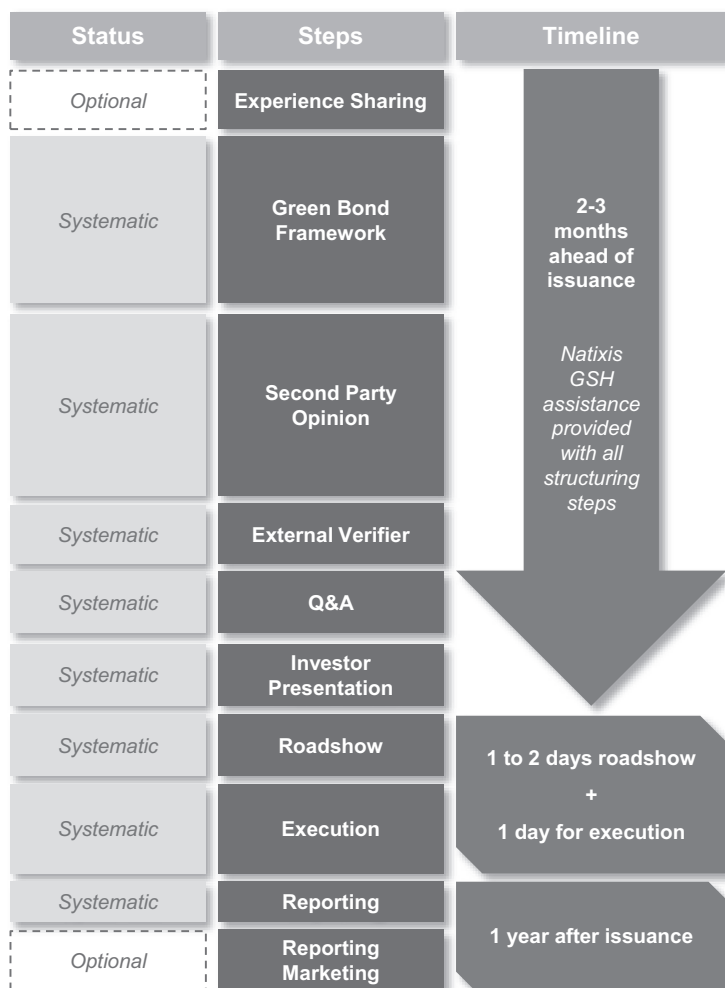 Status Steps Timeline
Optional Experience Sharing
Systematic
Green Bond
Framework
2-3
months
ahead of
issuance
Systematic
Second Party
Opinion
Natixis
GSH
assistance
provided
with all
structuring
steps
Systematic External Verifier
Systematic Q&A
Systematic
Investor
Presentation
Systematic Roadshow
Systematic Execution
1 to 2 days roadshow
+
1 day for execution
Systematic Reporting
Optional
Reporting
Marketing
1 year after issuance